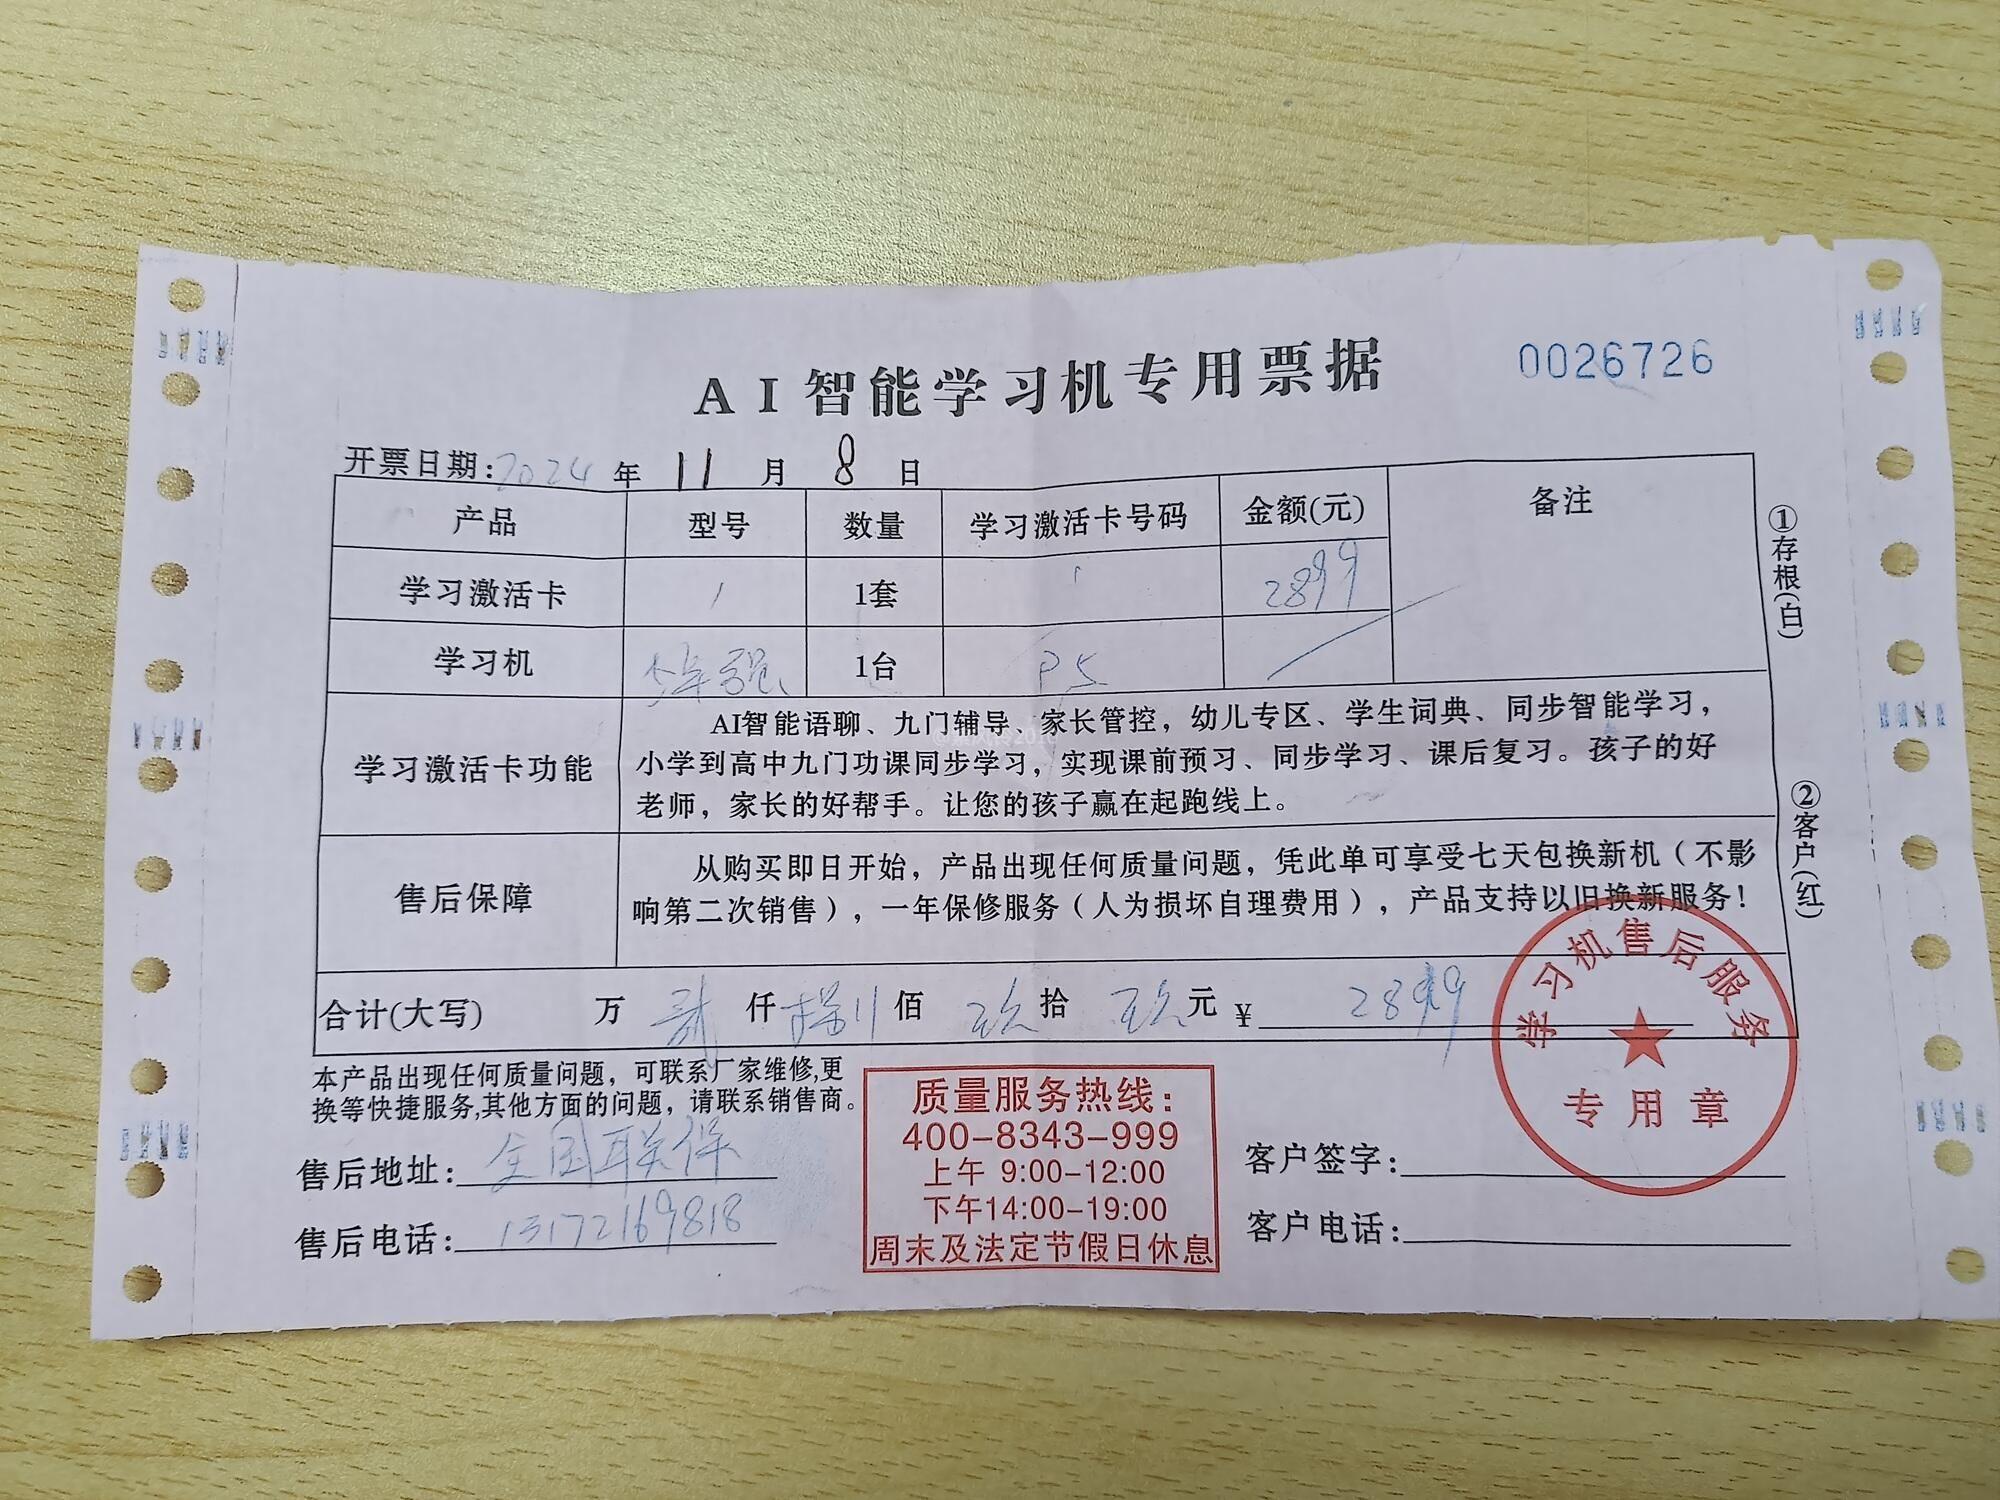 AI智能学习机专用票据
0026726
开票日期:2024年 11月 8日
产品 型号 数量 学习激活卡号码 金额(元) 备注
学习激活卡 / 1套 / 2899
学习机 少年强 1台 P5
学习激活卡功能
AI智能语聊、九门辅导、家长管控，幼儿专区、学生词典、同步智能学习，
小学到高中九门功课同步学习，实现课前预习、同步学习、课后复习。孩子的好
老师，家长的好帮手。让您的孩子赢在起跑线上。
售后保障
从购买即日开始，产品出现任何质量问题，凭此单可享受七天包换新机（不影
响第二次销售），一年保修服务（人为损坏自理费用），产品支持以旧换新服务！
合计(大写) 万 贰仟 捌佰 玖拾 玖元 ¥ 2899
①存根(白)
②客户(红)
本产品出现任何质量问题，可联系厂家维修,更
换等快捷服务,其他方面的问题，请联系销售商。
售后地址:全国联保
售后电话:13172169818
质量服务热线：
400-8343-999
上午 9:00-12:00
下午14:00-19:00
周末及法定节假日休息
客户签字:
客户电话:
学习机售后服务
专用章